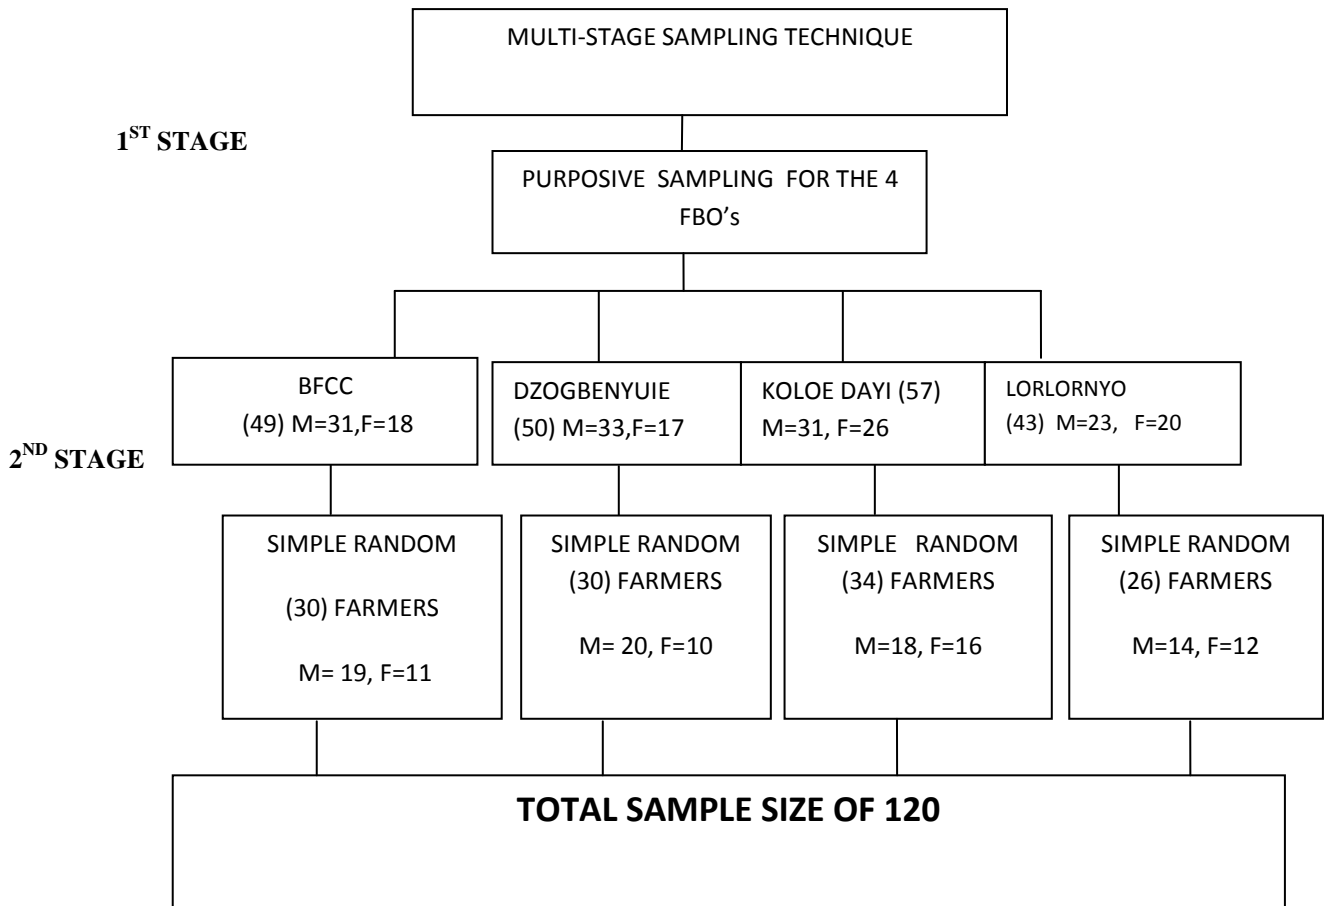 MULTI-STAGE SAMPLING TECHNIQUE
1ST STAGE
PURPOSIVE SAMPLING FOR THE 4
FBO's
BFCC
(49) M=31,F=18
DZOGBENYUIE
(50) M=33,F=17
KOLOE DAYI (57)
M=31, F=26
LORLORNYO
(43) M=23, F=20
2ND STAGE
SIMPLE RANDOM
(30) FARMERS
M= 19, F=11
SIMPLE RANDOM
(30) FARMERS
M= 20, F=10
SIMPLE RANDOM
(34) FARMERS
M=18, F=16
SIMPLE RANDOM
(26) FARMERS
M=14, F=12
TOTAL SAMPLE SIZE OF 120